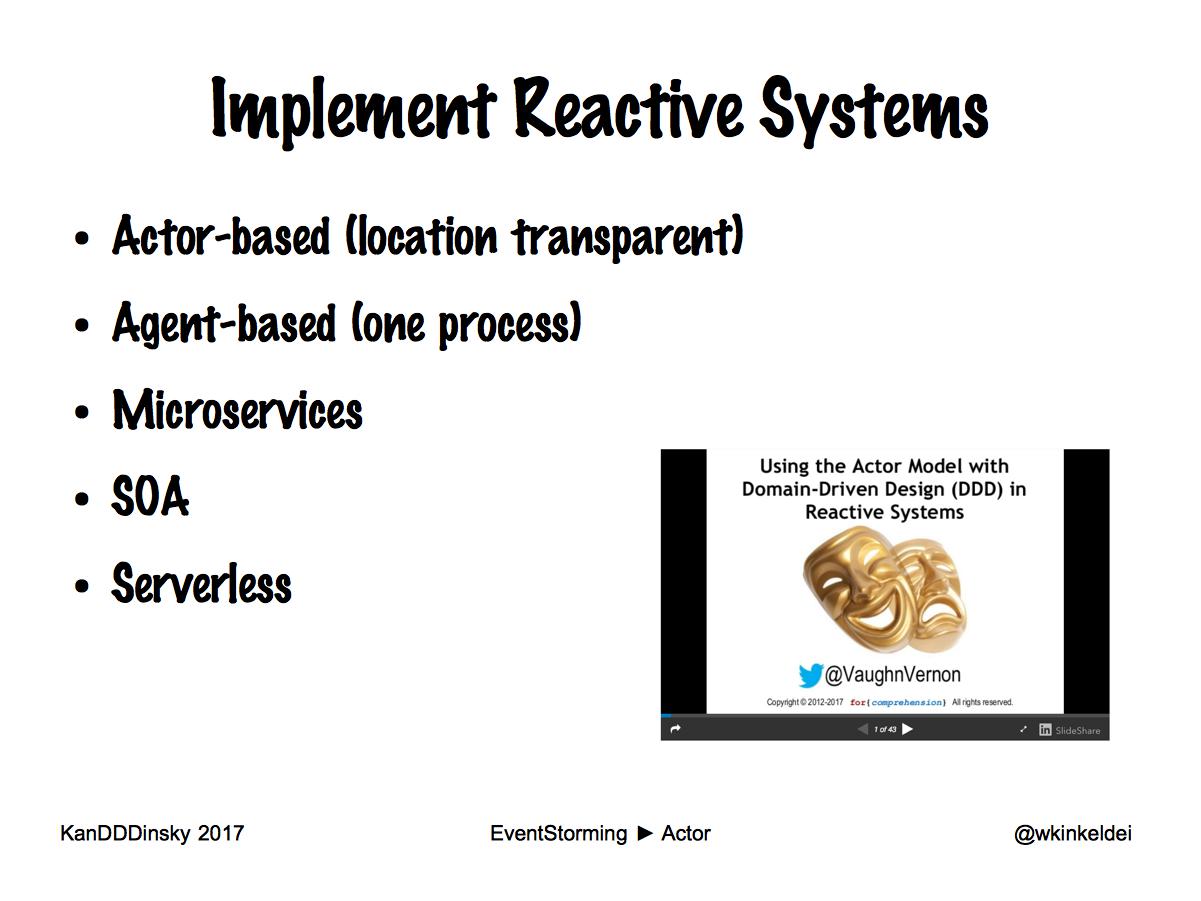 Implement Reactive Systems
• Actor-based (location transparent)
• Agent-based (one process)
• Microservices
• SOA
• Serverless
Using the Actor Model with
Domain-Driven Design (DDD) in
Reactive Systems
@VaughnVernon
Copyright © 2012-2017 for{comprehension} All rights reserved.
1 of 43
in SlideShare
KanDDDinsky 2017
EventStorming ► Actor
@wkinkeldei